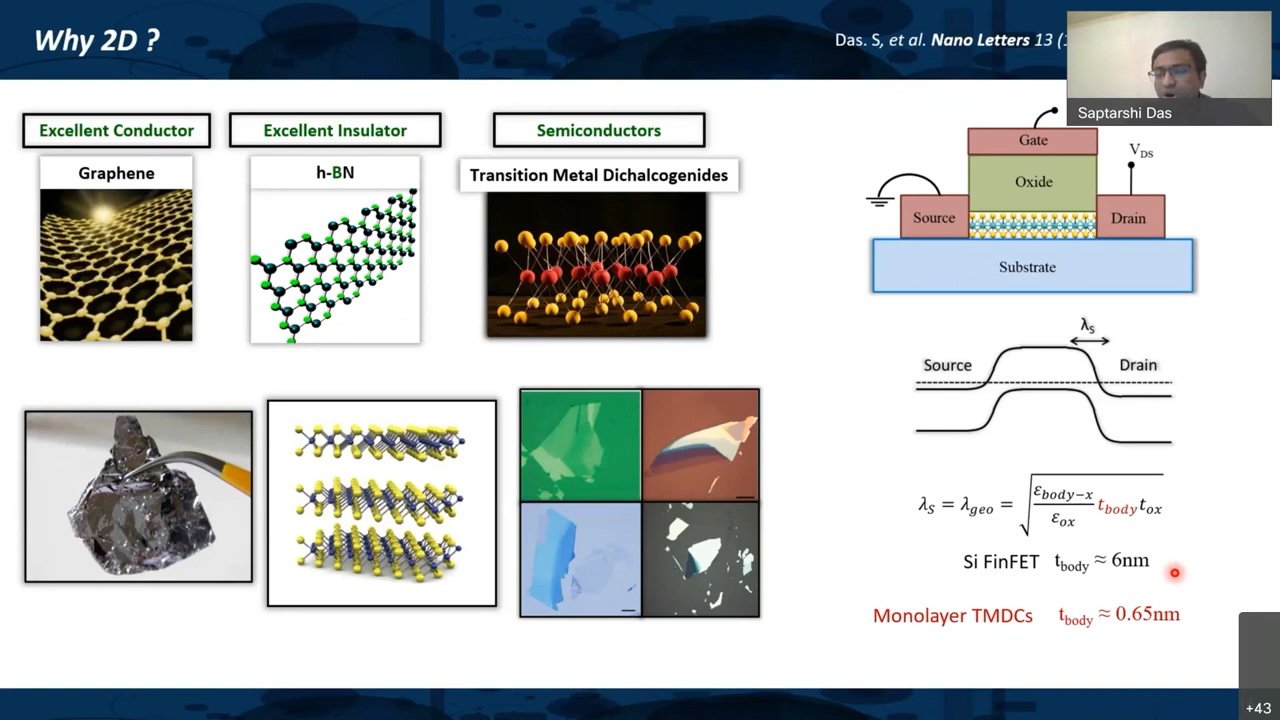 Why 2D ?
Das. S, et al. Nano Letters 13 (
Saptarshi Das
Excellent Conductor
Excellent Insulator
Semiconductors
Graphene
h-BN
Transition Metal Dichalcogenides
Gate
Oxide
Source
Drain
V_DS
Substrate
λ_S
Source
Drain
λ_S = λ_geo = √(ε_body−x / ε_ox t_body t_ox)
Si FinFET t_body ≈ 6nm
Monolayer TMDCs t_body ≈ 0.65nm
+43